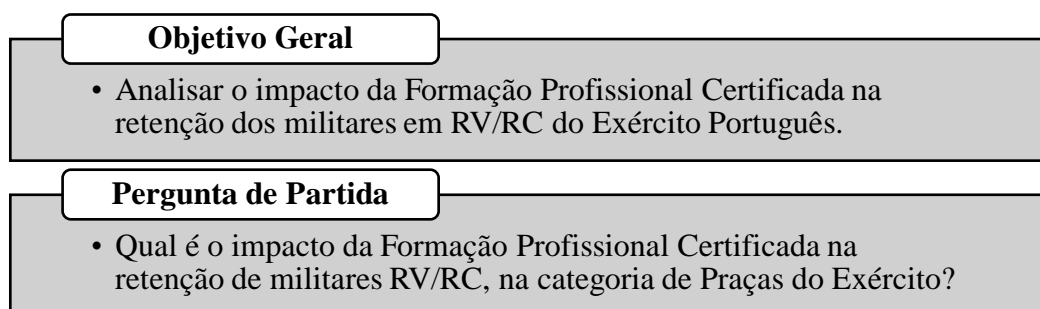 Objetivo Geral
• Analisar o impacto da Formação Profissional Certificada na
retenção dos militares em RV/RC do Exército Português.
Pergunta de Partida
• Qual é o impacto da Formação Profissional Certificada na
retenção de militares RV/RC, na categoria de Praças do Exército?